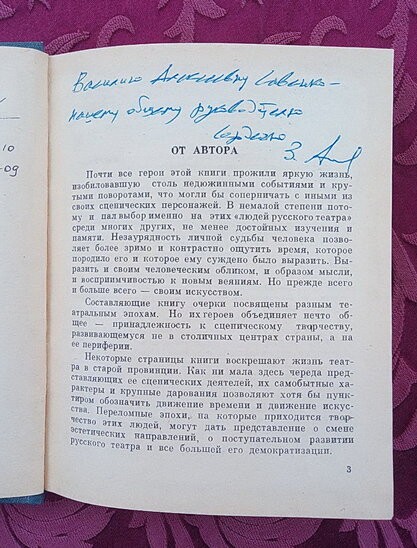 10
-09
Василию Алексеевичу Савенко –
нашему общему руководителю
сердечно
З.
ОТ АВТОРА
Почти все герои этой книги прожили яркую жизнь,
изобиловавшую столь недюжинными событиями и кру-
тыми поворотами, что могли бы соперничать с иными из
своих сценических персонажей. В немалой степени пото-
му и пал выбор именно на этих «людей русского театра»
среди многих других, не менее достойных изучения и
памяти. Незаурядность личной судьбы человека позво-
ляет более зримо и контрастно ощутить время, которое
породило его и которое ему суждено было выразить. Вы-
разить и своим человеческим обликом, и образом мысли,
и восприимчивостью к новым веяниям. Но прежде всего
и больше всего — своим искусством.
Составляющие книгу очерки посвящены разным те-
атральным эпохам. Но их героев объединяет нечто об-
щее — принадлежность к сценическому творчеству,
развивающемуся не в столичных центрах страны, а на
ее периферии.
Некоторые страницы книги воскрешают жизнь теат-
ра в старой провинции. Как ни мала здесь череда пред-
ставляющих ее сценических деятелей, их самобытные ха-
рактеры и крупные дарования позволяют хотя бы пунк-
тиром обозначить движение времени и движение искус-
ства. Переломные эпохи, на которые приходится твор-
чество этих людей, могут дать представление о смене
эстетических направлений, о поступательном развитии
русского театра и все большей его демократизации.
3